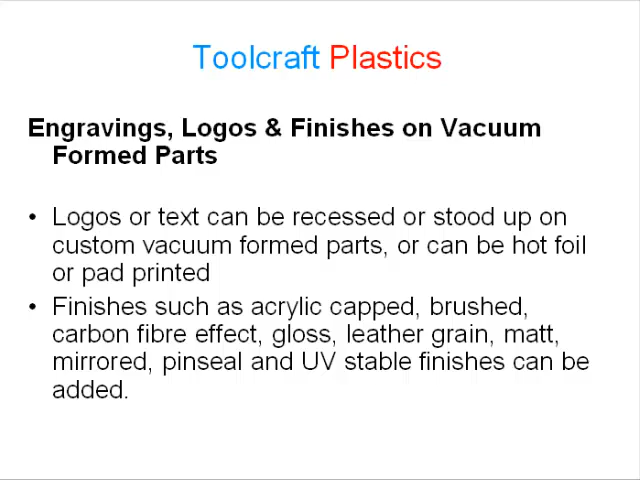 Toolcraft Plastics
Engravings, Logos & Finishes on Vacuum
Formed Parts
• Logos or text can be recessed or stood up on
custom vacuum formed parts, or can be hot foil
or pad printed
• Finishes such as acrylic capped, brushed,
carbon fibre effect, gloss, leather grain, matt,
mirrored, pinseal and UV stable finishes can be
added.